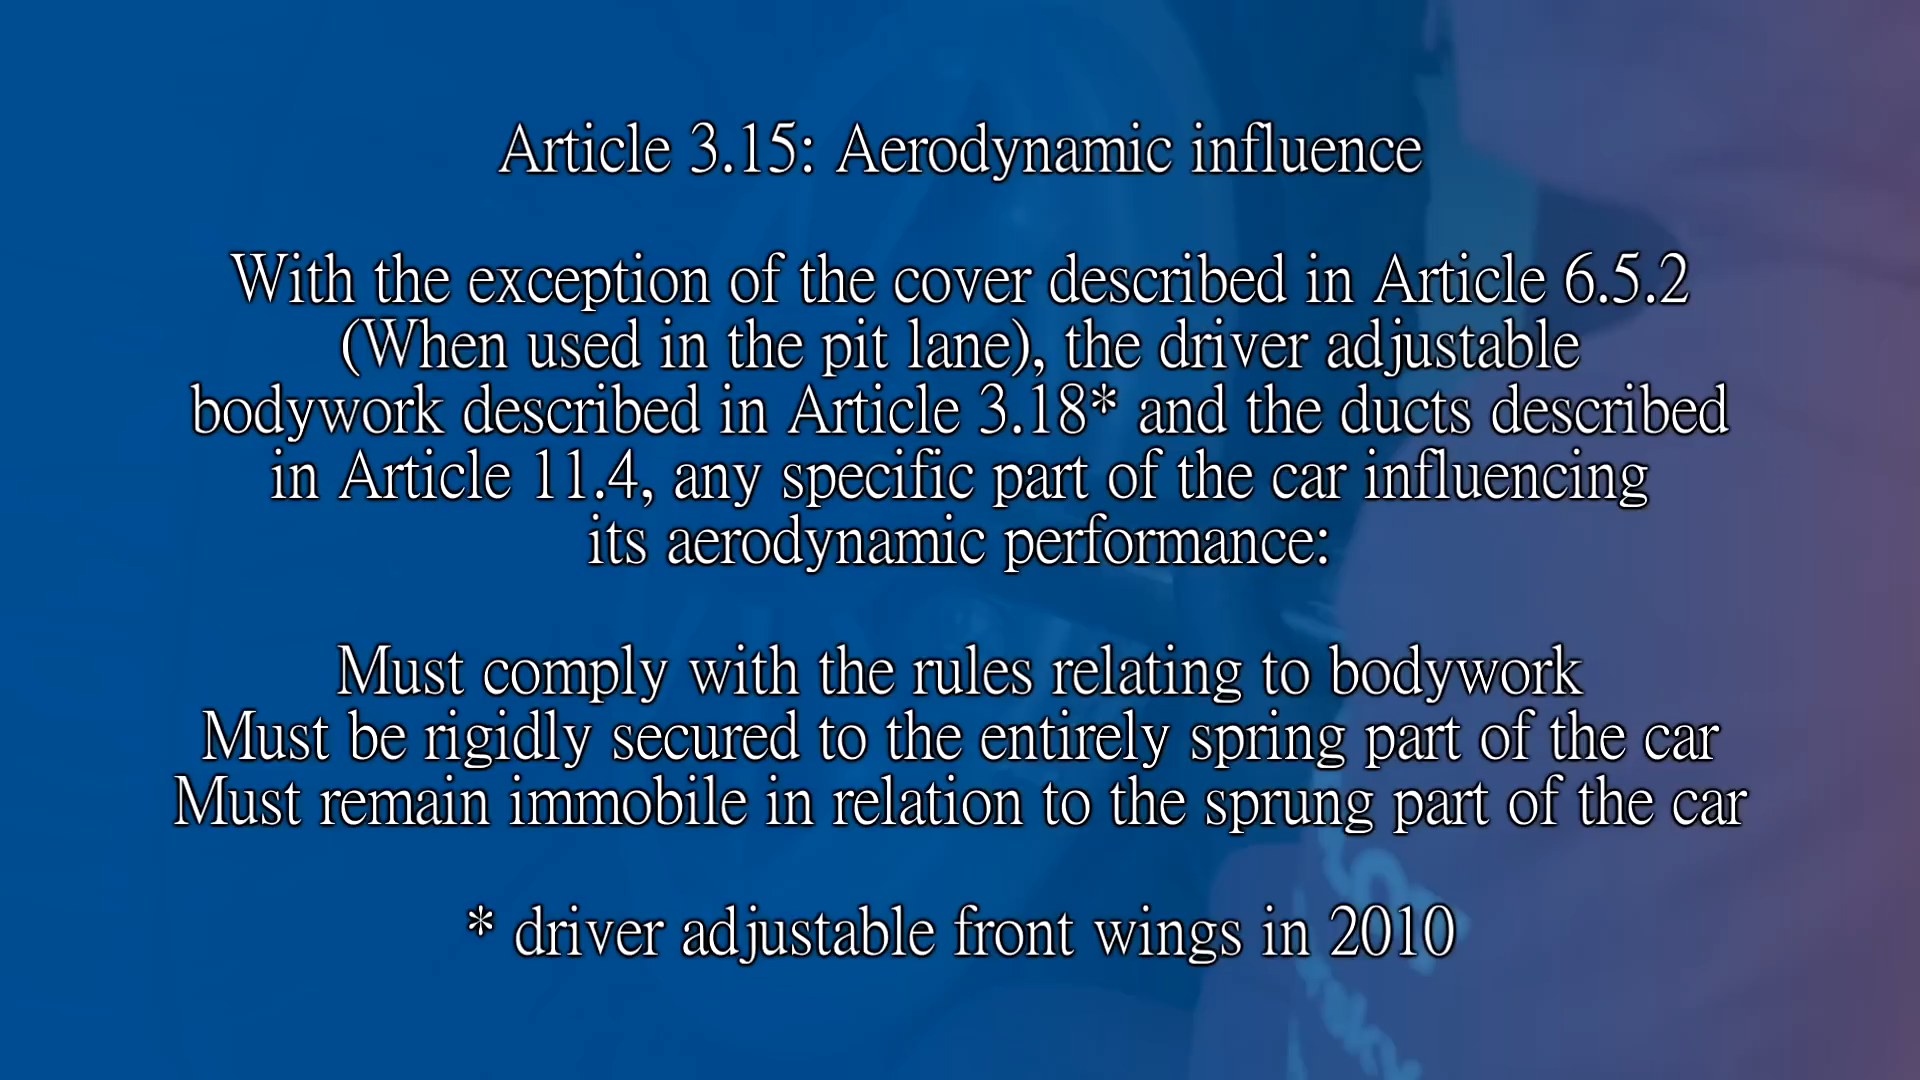 Article 3.15: Aerodynamic influence
With the exception of the cover described in Article 6.5.2
(When used in the pit lane), the driver adjustable
bodywork described in Article 3.18* and the ducts described
in Article 11.4, any specific part of the car influencing
its aerodynamic performance:
Must comply with the rules relating to bodywork
Must be rigidly secured to the entirely spring part of the car
Must remain immobile in relation to the sprung part of the car
* driver adjustable front wings in 2010